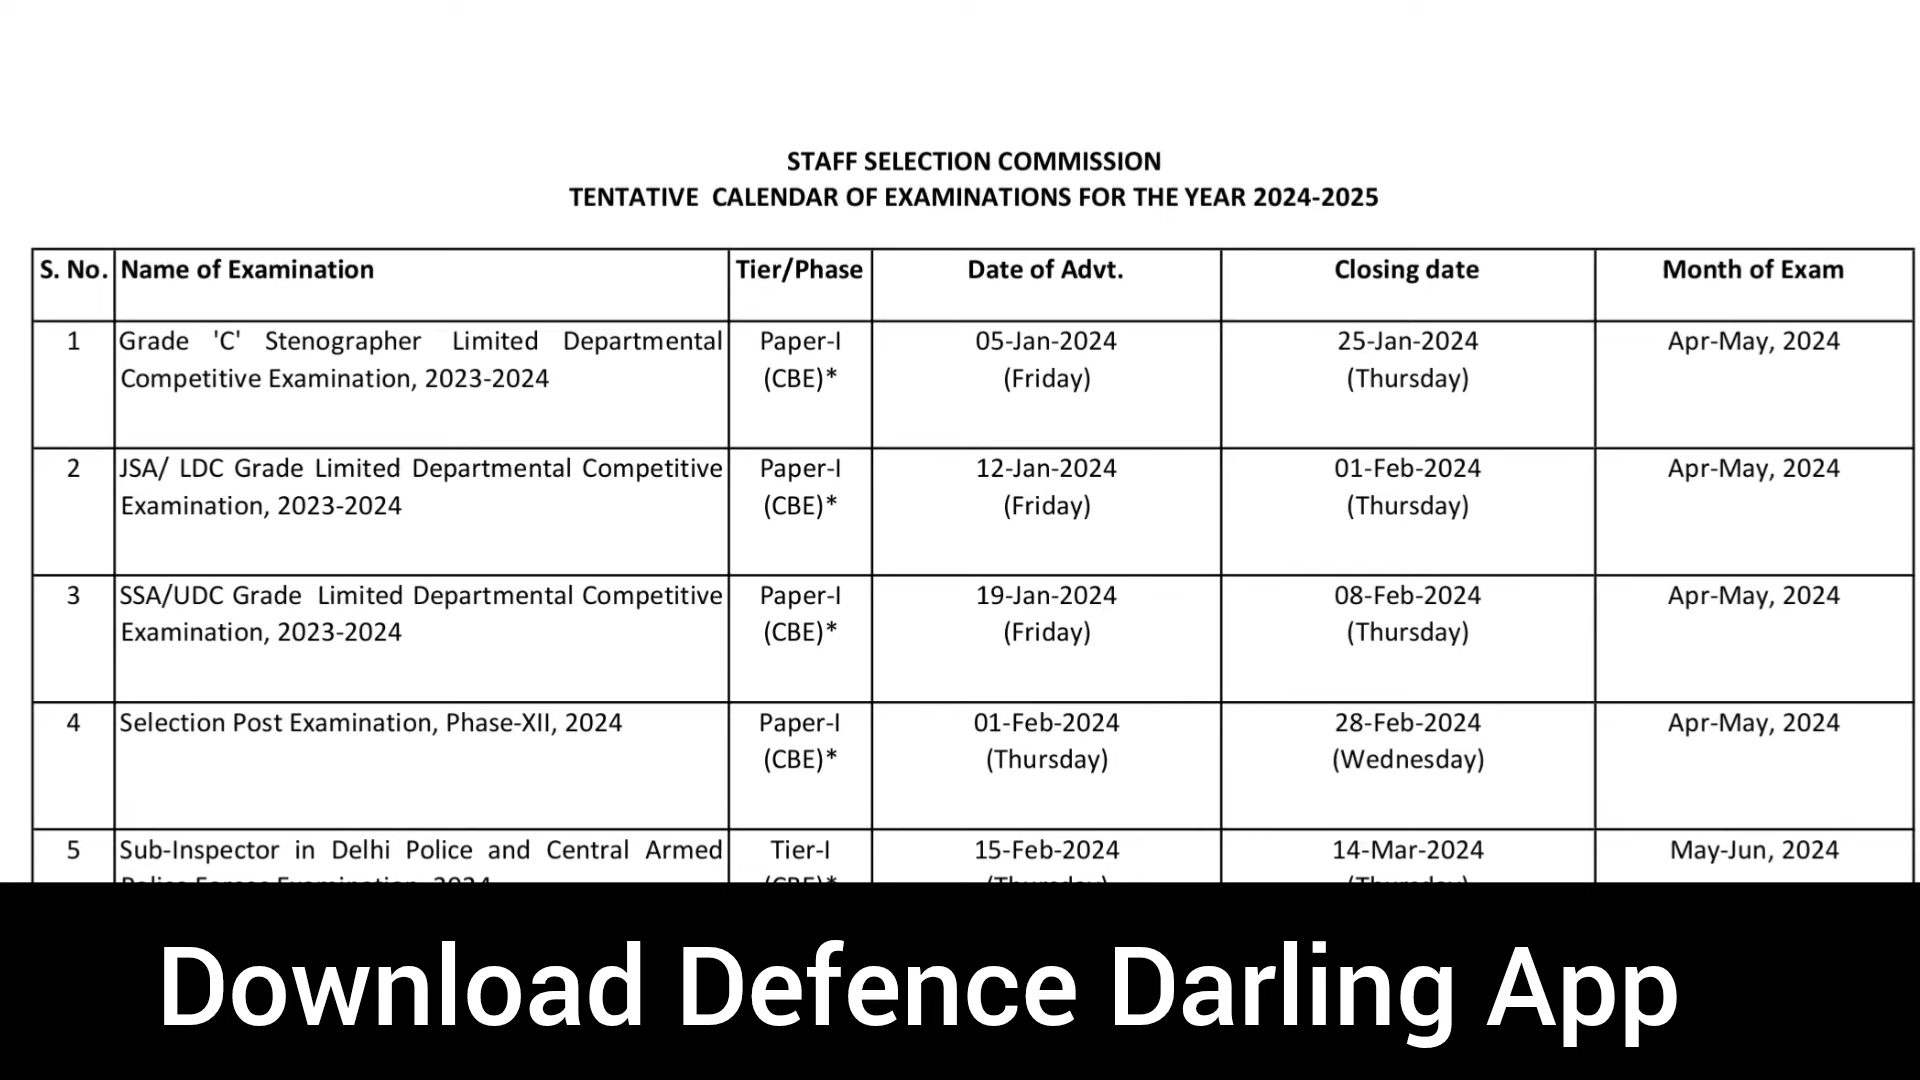 STAFF SELECTION COMMISSION
TENTATIVE CALENDAR OF EXAMINATIONS FOR THE YEAR 2024-2025
S. No. Name of Examination Tier/Phase Date of Advt. Closing date Month of Exam
1 Grade 'C' Stenographer Limited Departmental Paper-I 05-Jan-2024 25-Jan-2024 Apr-May, 2024
Competitive Examination, 2023-2024 (CBE)* (Friday) (Thursday)
2 JSA/ LDC Grade Limited Departmental Competitive Paper-I 12-Jan-2024 01-Feb-2024 Apr-May, 2024
Examination, 2023-2024 (CBE)* (Friday) (Thursday)
3 SSA/UDC Grade Limited Departmental Competitive Paper-I 19-Jan-2024 08-Feb-2024 Apr-May, 2024
Examination, 2023-2024 (CBE)* (Friday) (Thursday)
4 Selection Post Examination, Phase-XII, 2024 Paper-I 01-Feb-2024 28-Feb-2024 Apr-May, 2024
(CBE)* (Thursday) (Wednesday)
5 Sub-Inspector in Delhi Police and Central Armed Tier-I 15-Feb-2024 14-Mar-2024 May-Jun, 2024
Download Defence Darling App